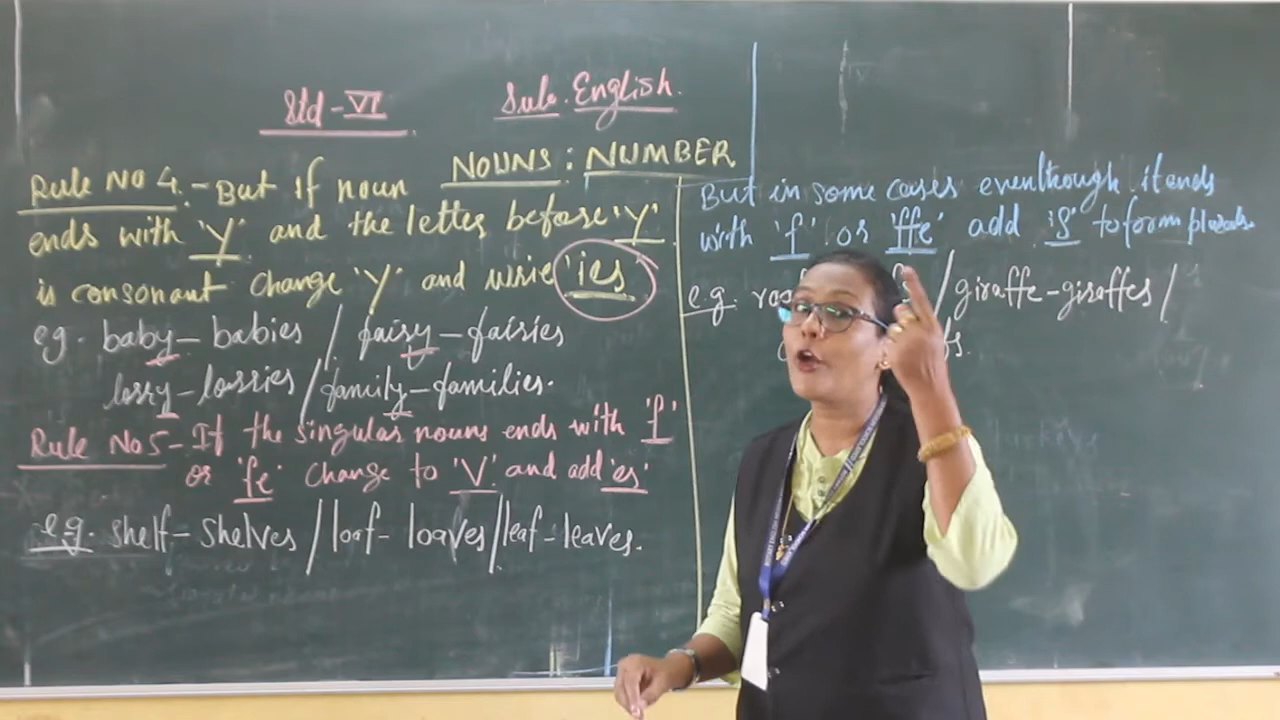 Std - VI
Sub. English.
NOUNS : NUMBER
Rule No 4. - But if noun
ends with 'y' and the letter before 'y'
is consonant change 'y' and write 'ies'
eg. baby - babies / fairy - fairies
lorry - lorries / family - families.
Rule No 5 - If the singular nouns ends with 'f'
or 'fe' change to 'v' and add 'es'
e.g. shelf - shelves / loaf - loaves / leaf - leaves.
But in some cases eventhough it ends
with 'f' or 'ffe' add 's' to form plurals
e.g. / giraffe - giraffes /